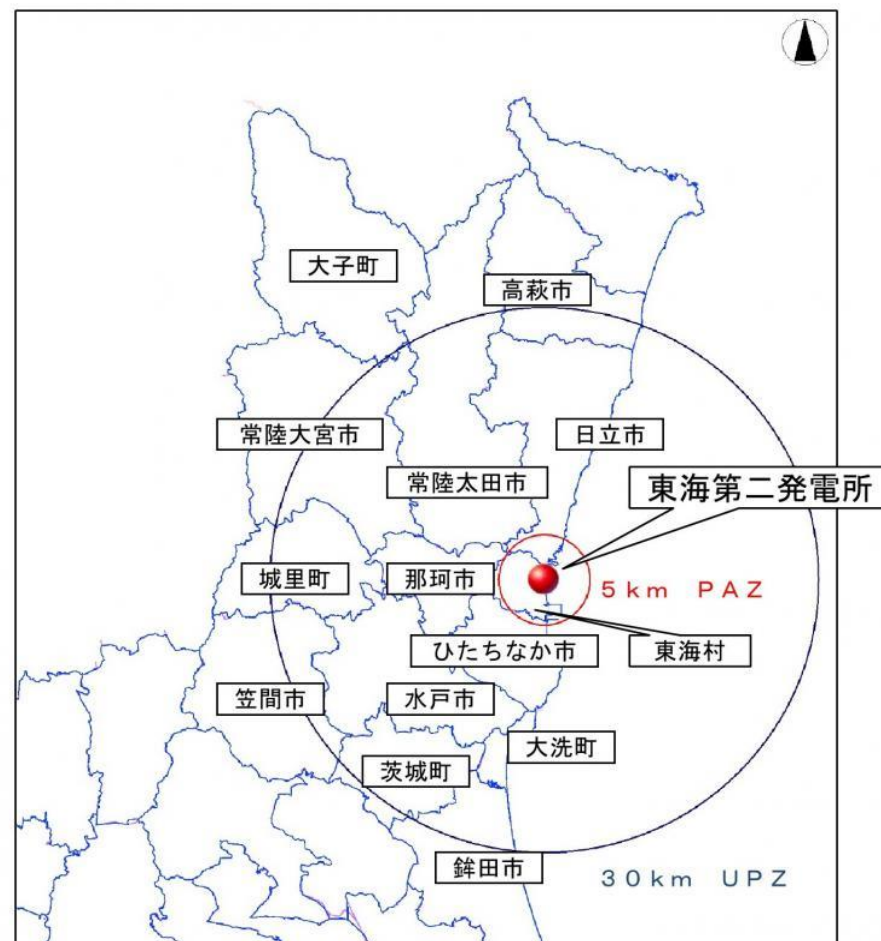 大子町
高萩市
常陸大宮市
日立市
常陸太田市
東海第二発電所
城里町
那珂市
5km PAZ
ひたちなか市
東海村
笠間市
水戸市
大洗町
茨城町
鉾田市
30km UPZ